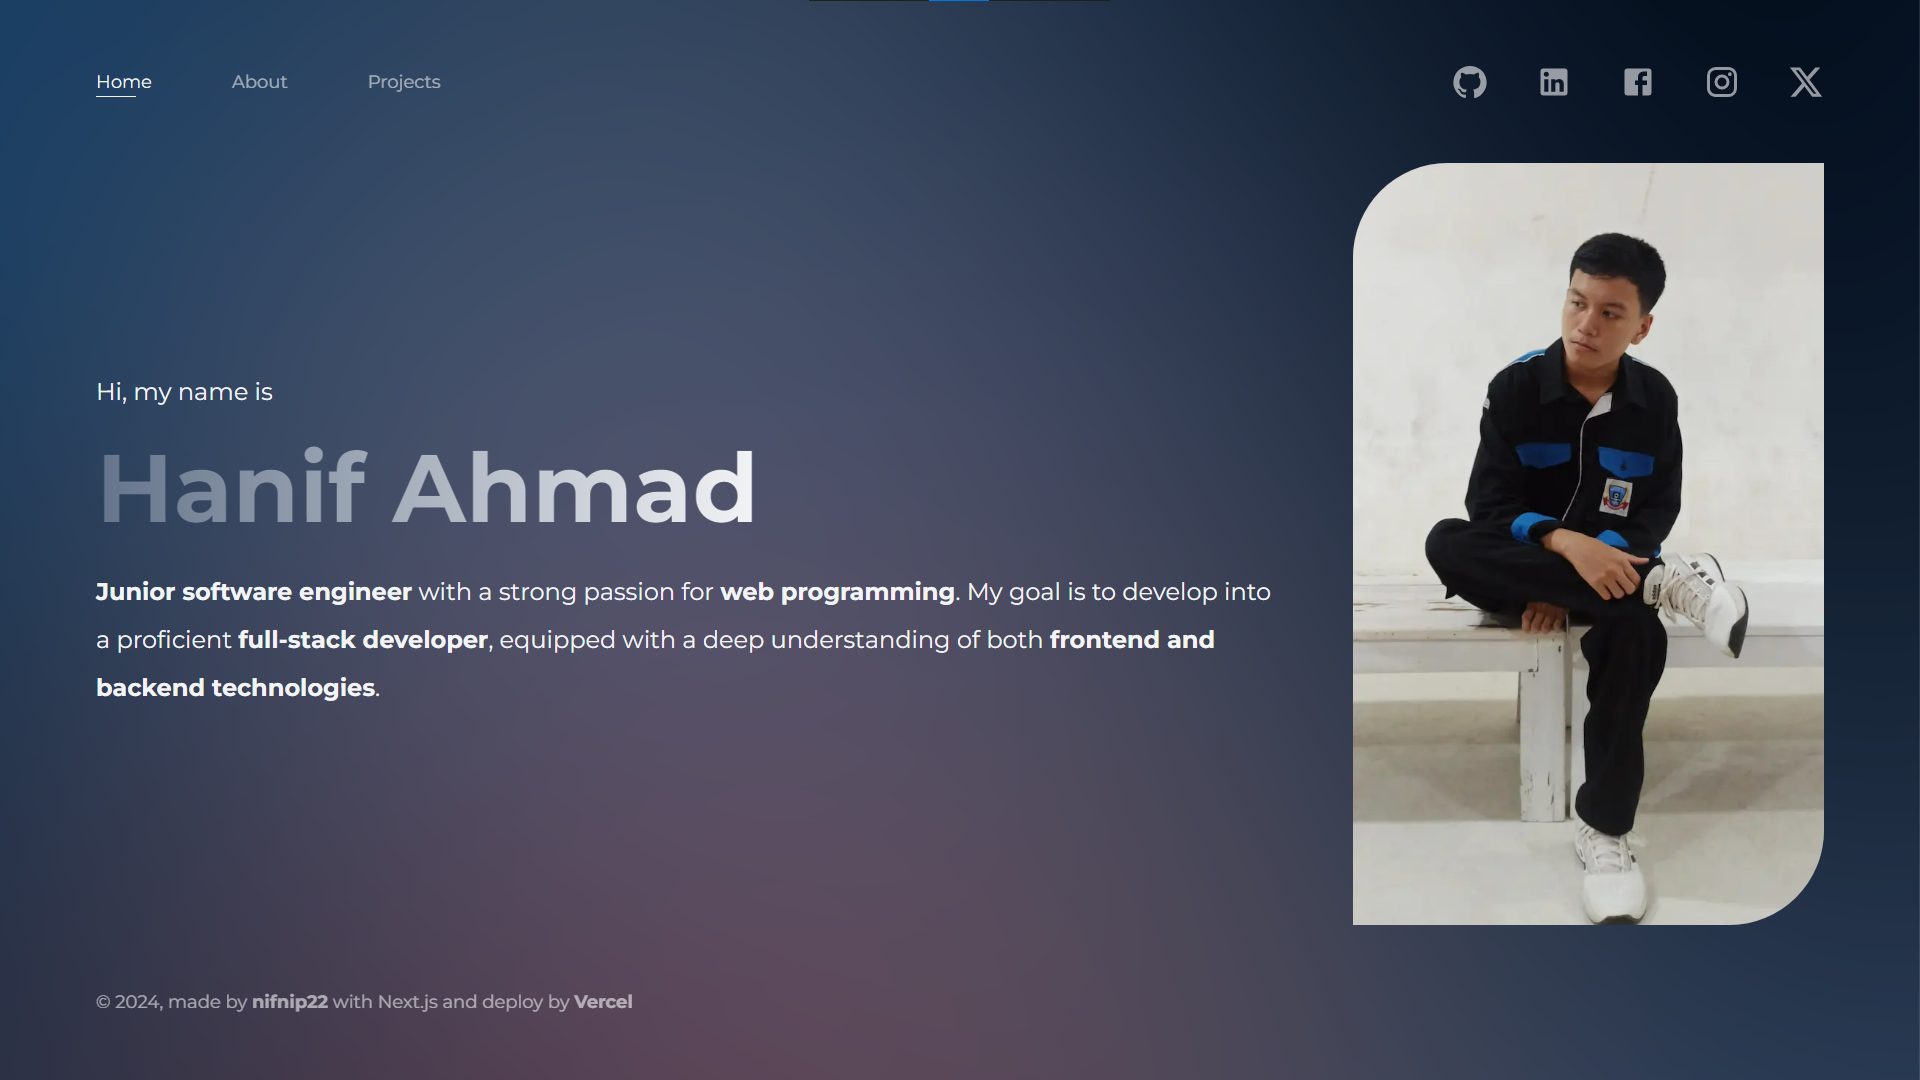 Home About Projects
Hi, my name is
Hanif Ahmad
Junior software engineer with a strong passion for web programming. My goal is to develop into
a proficient full-stack developer, equipped with a deep understanding of both frontend and
backend technologies.
© 2024, made by nifnip22 with Next.js and deploy by Vercel